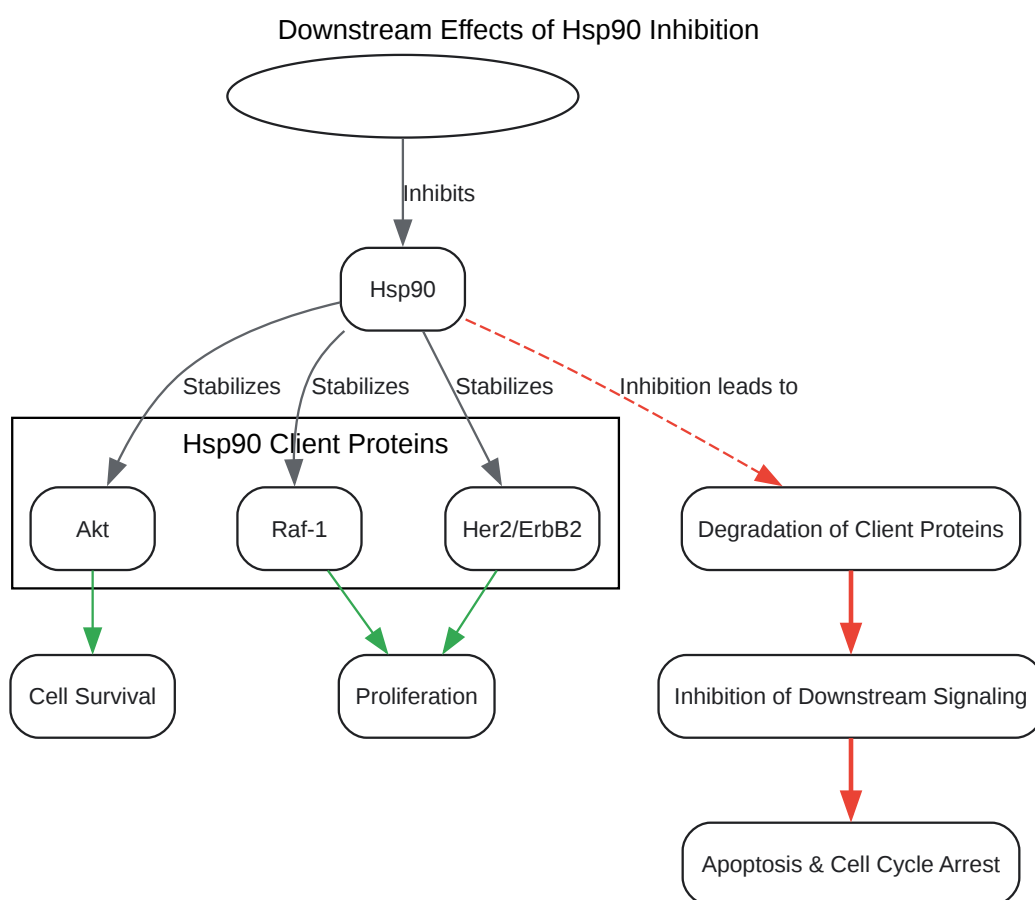 Downstream Effects of Hsp90 Inhibition
Inhibits
Hsp90
Stabilizes
Stabilizes
Stabilizes
Inhibition leads to
Hsp90 Client Proteins
Akt
Raf-1
Her2/ErbB2
Degradation of Client Proteins
Cell Survival
Proliferation
Inhibition of Downstream Signaling
Apoptosis & Cell Cycle Arrest